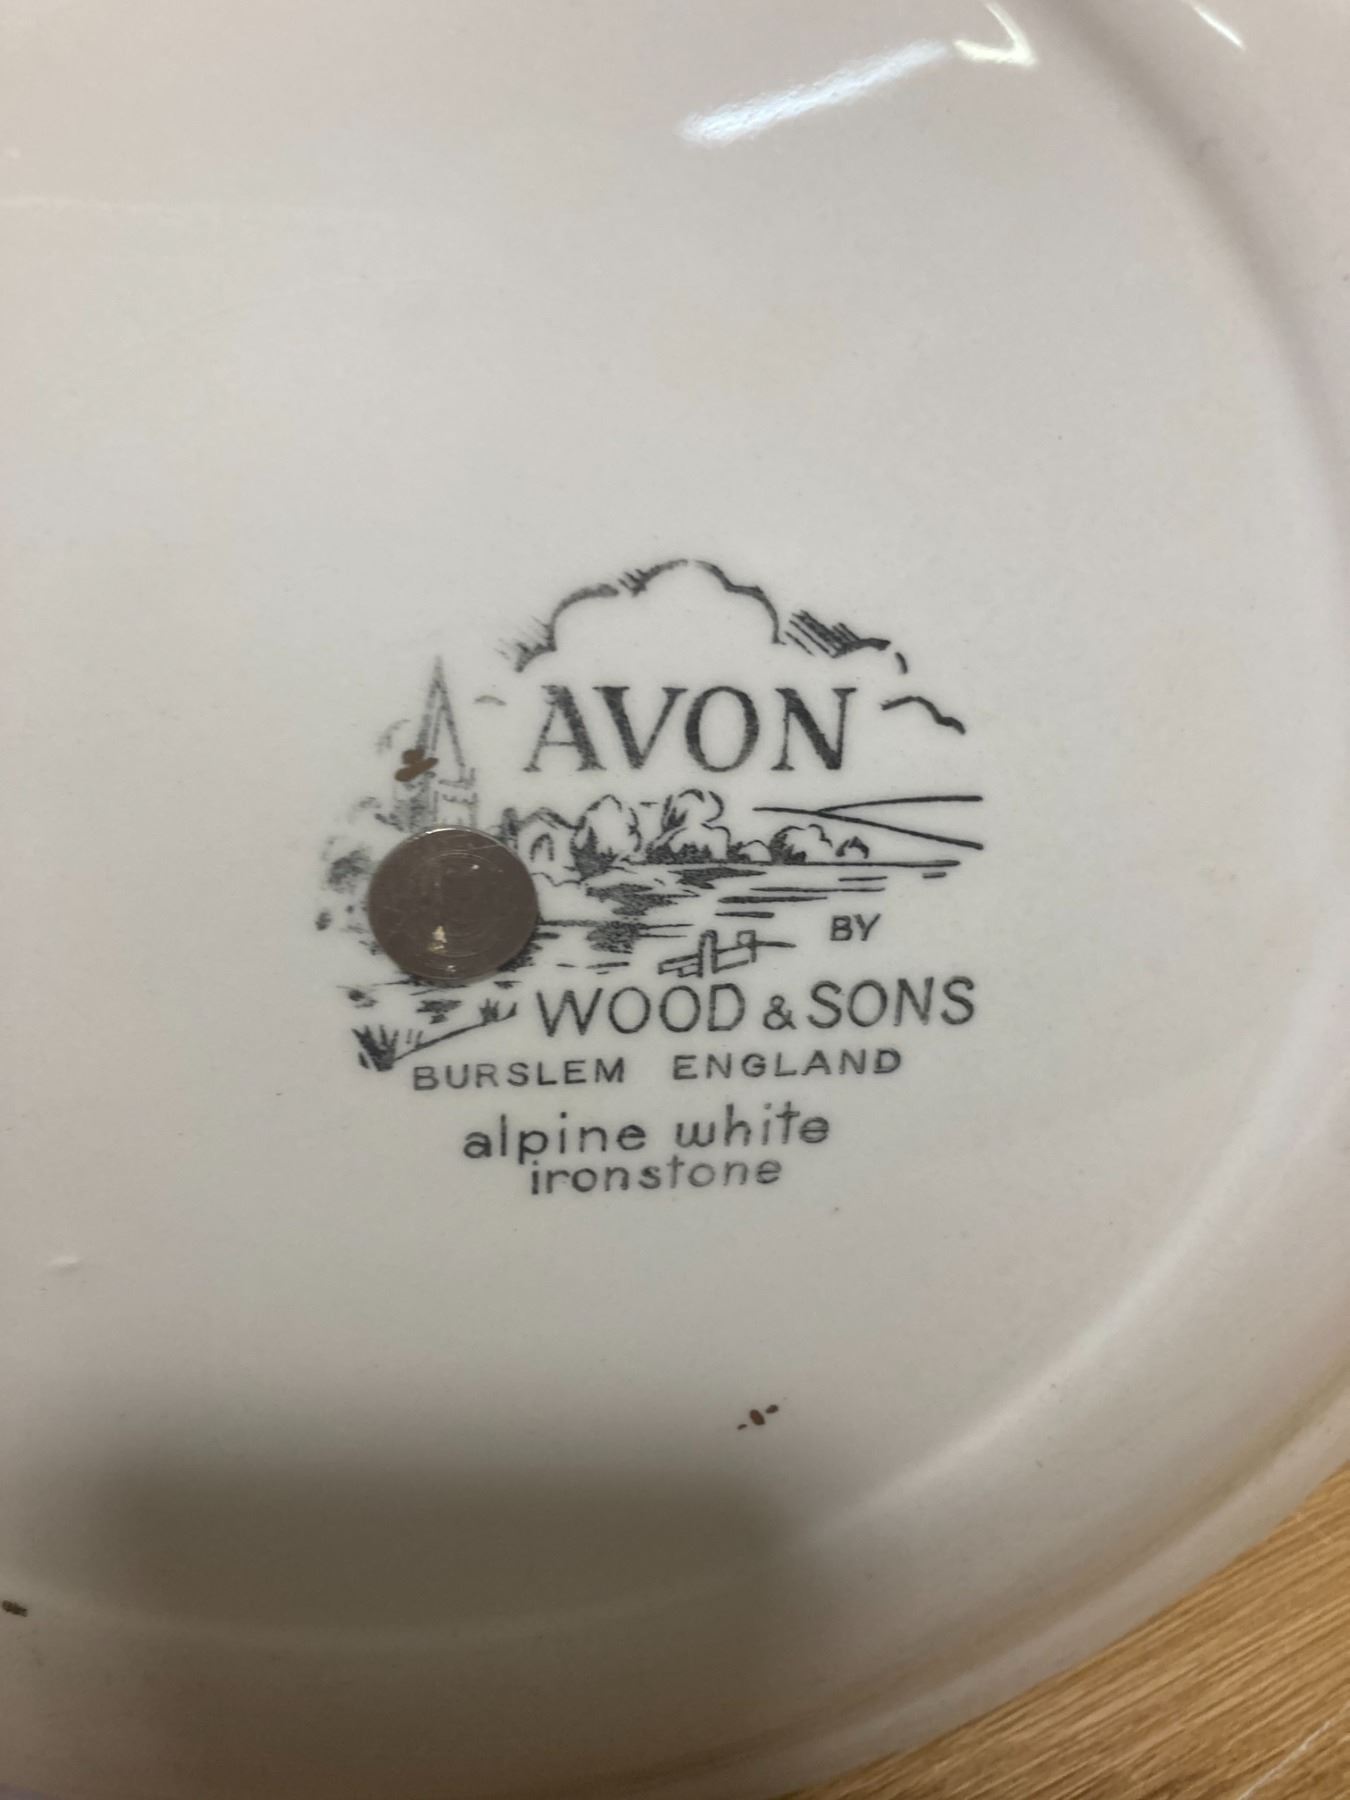 AVON
BY
WOOD & SONS
BURSLEM ENGLAND
alpine white
ironstone